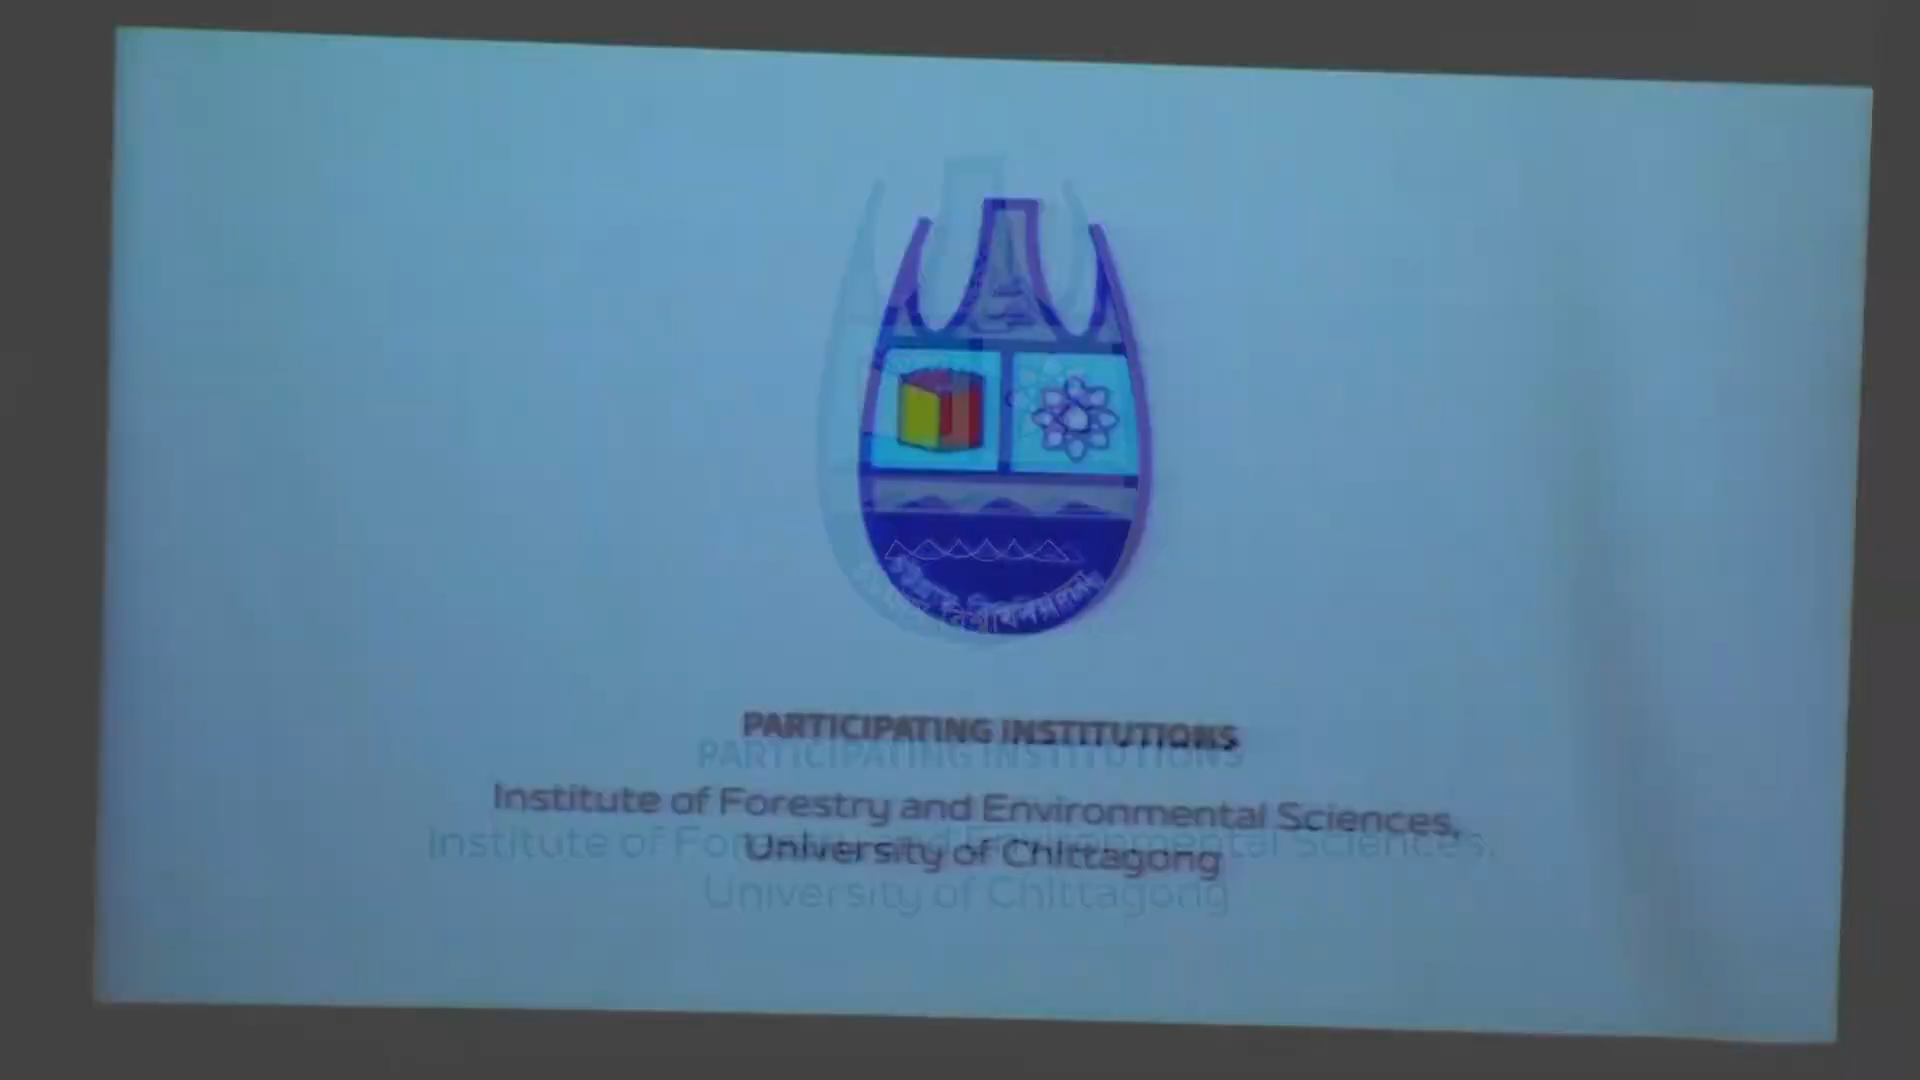 PARTICIPATING INSTITUTIONS
Institute of Forestry and Environmental Sciences,
University of Chittagong